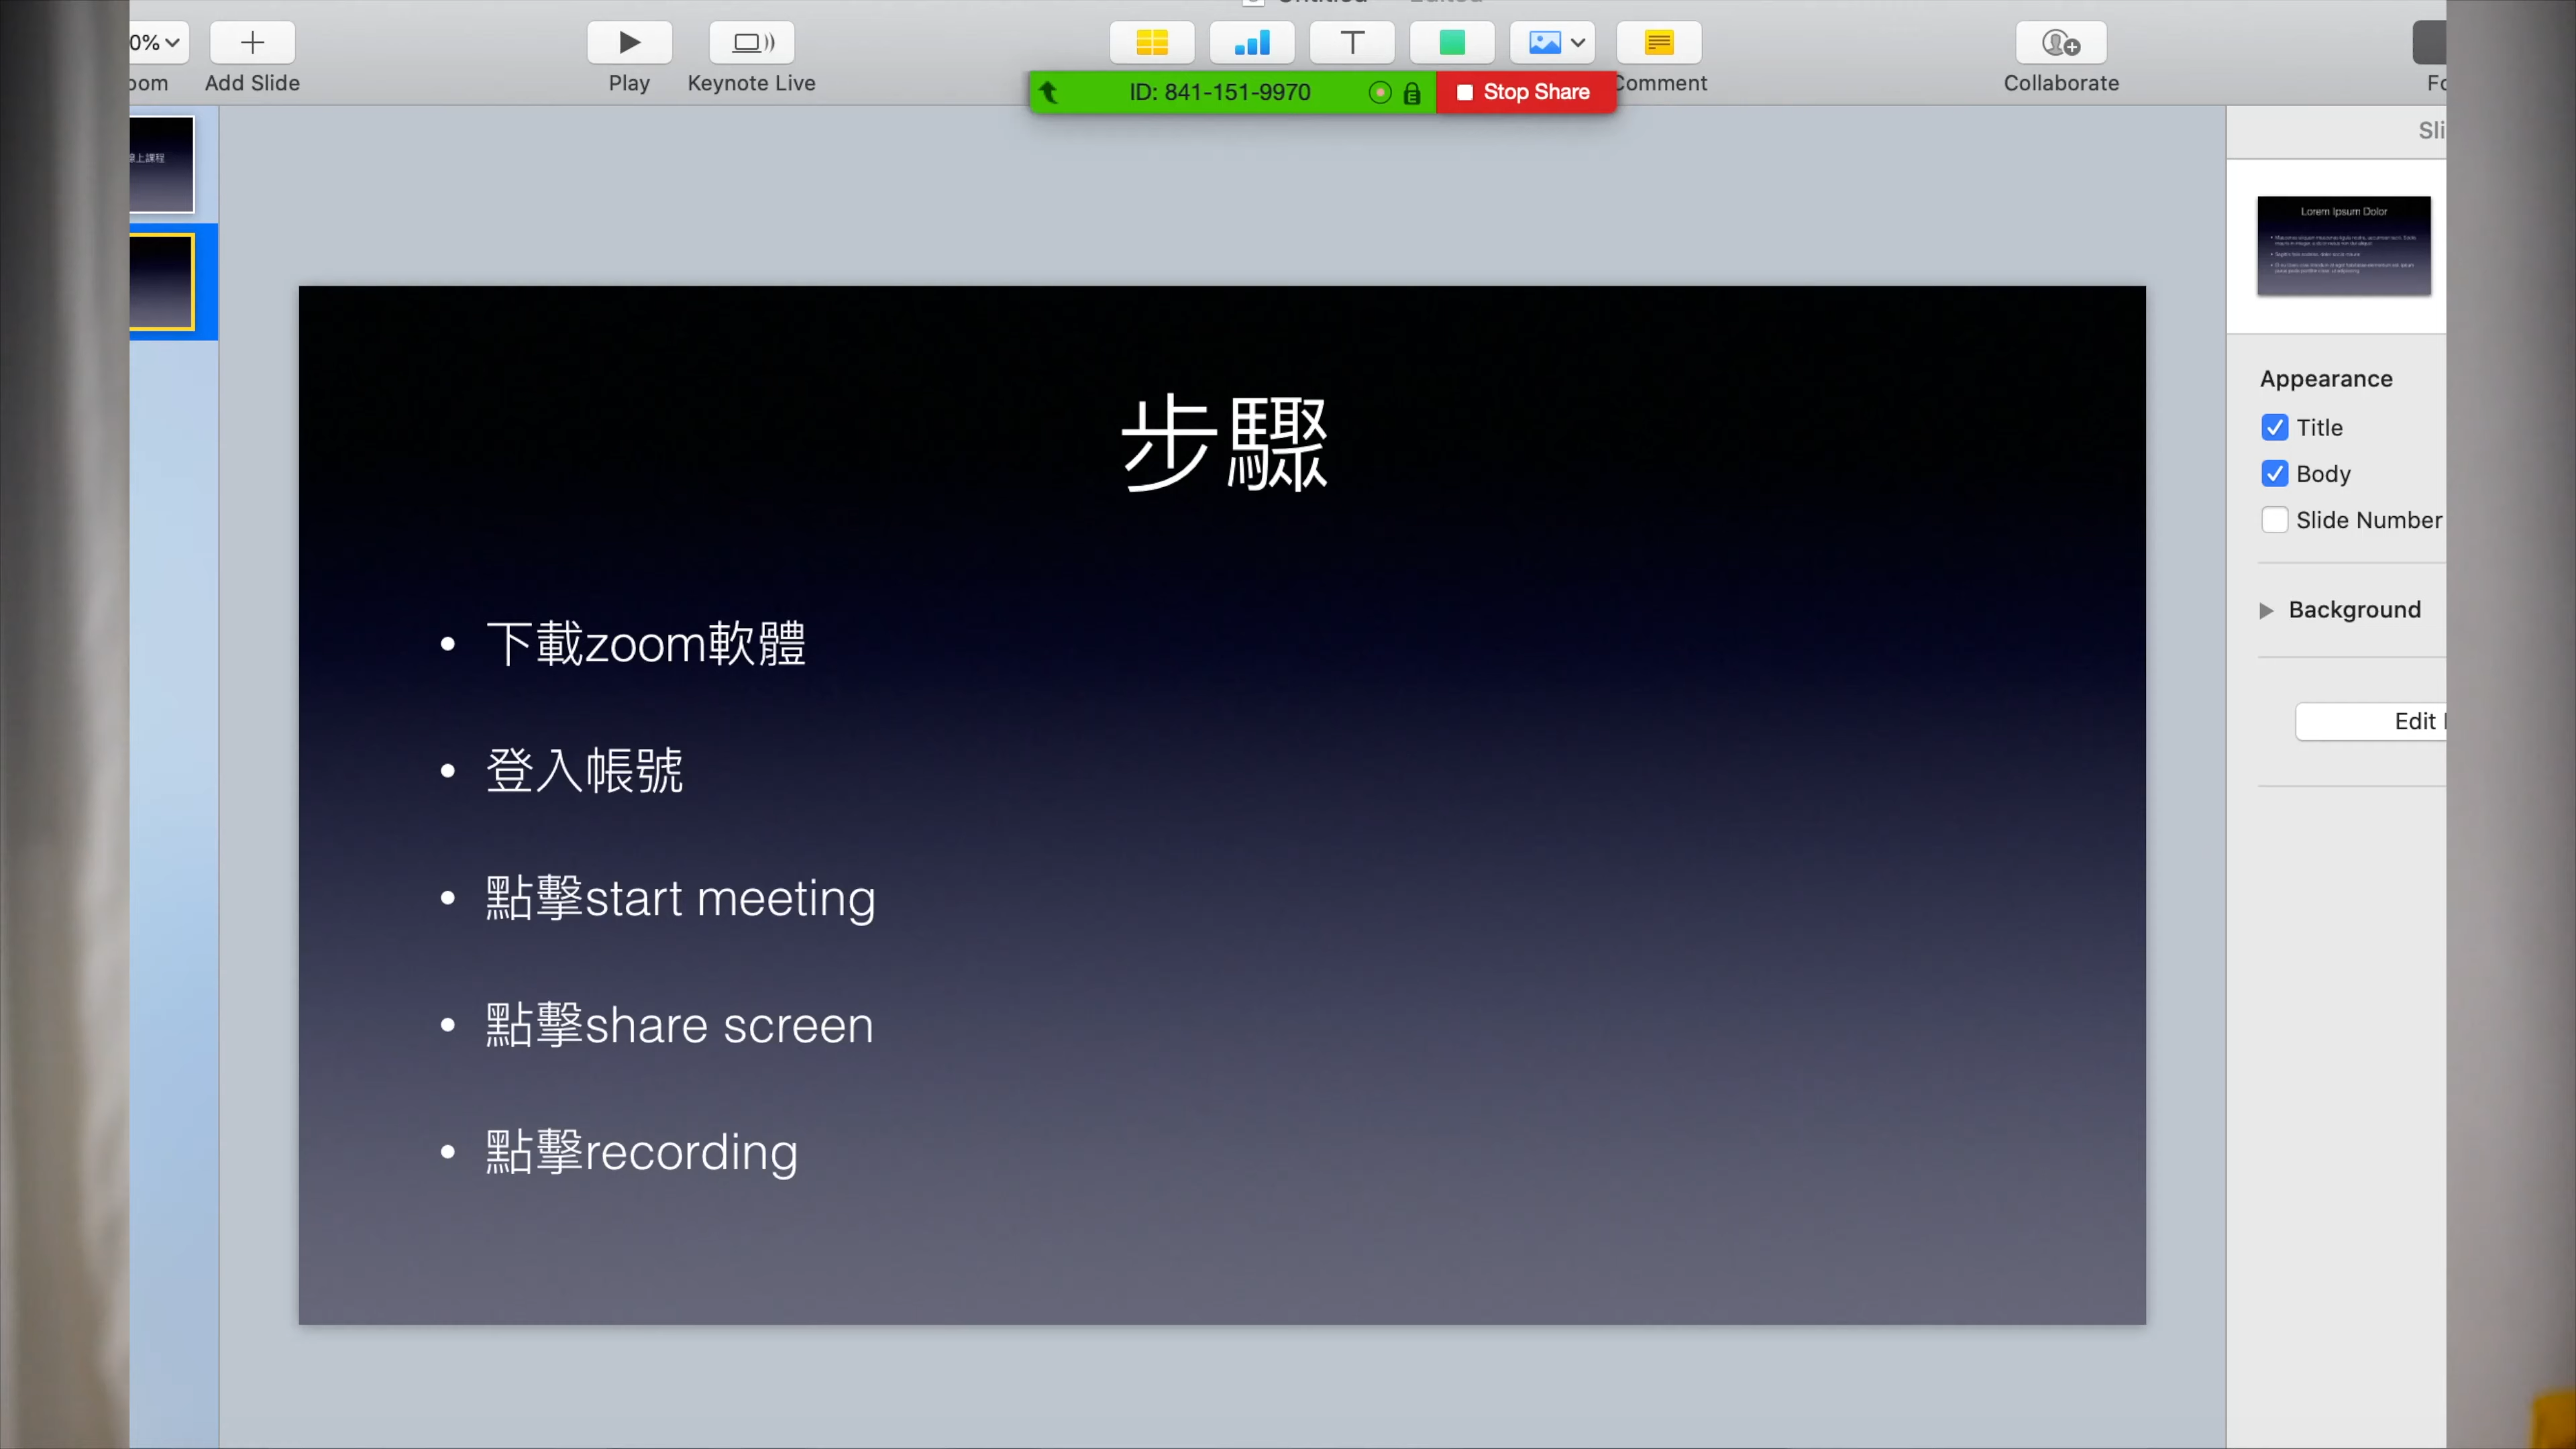 0%
Add Slide
Play
Keynote Live
ID: 841-151-9970
Stop Share
Collaborate
上課程
Lorem Ipsum Dolor
Appearance
Title
Body
Slide Number
Background
Edit
步驟
• 下載zoom軟體
• 登入帳號
• 點擊start meeting
• 點擊share screen
• 點擊recording